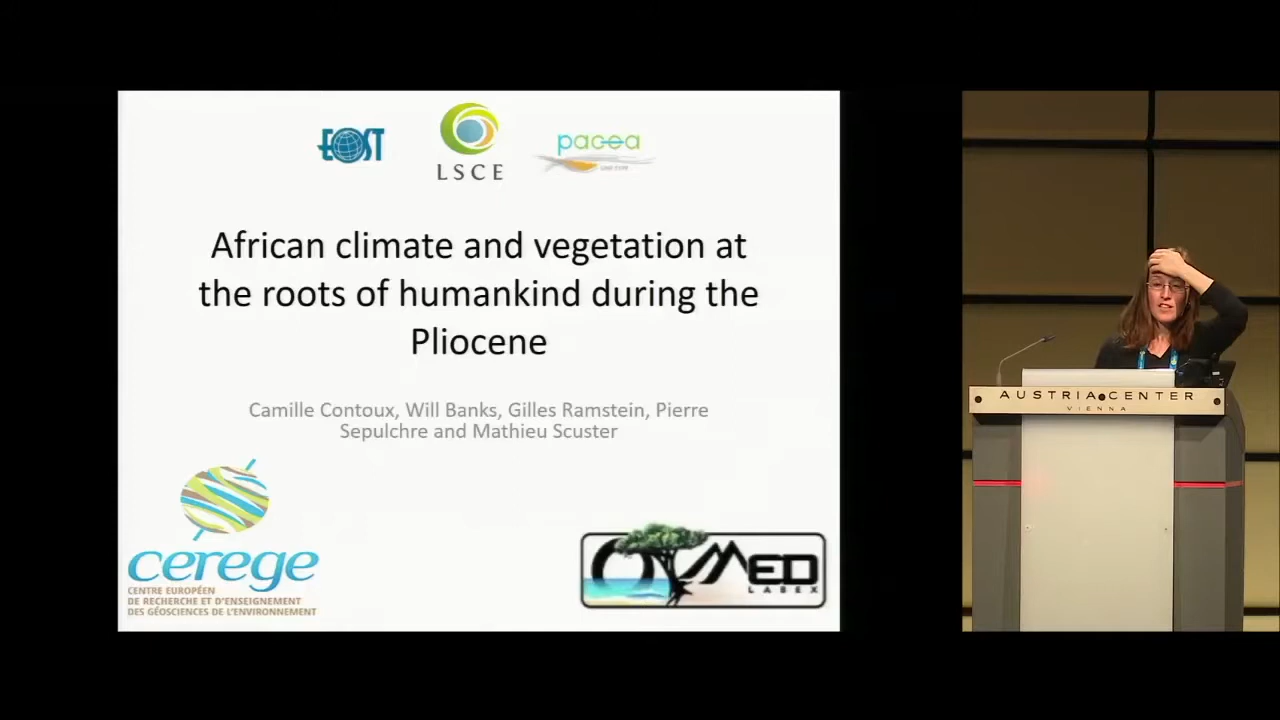 EOST
LSCE
pacea
African climate and vegetation at
the roots of humankind during the
Pliocene
Camille Contoux, Will Banks, Gilles Ramstein, Pierre
Sepulchre and Mathieu Scuster
cerege
CENTRE EUROPÉEN
DE RECHERCHE ET D'ENSEIGNEMENT
DES GÉOSCIENCES DE L'ENVIRONNEMENT
OT MED
LABEX
AUSTRIA CENTER
VIENNA